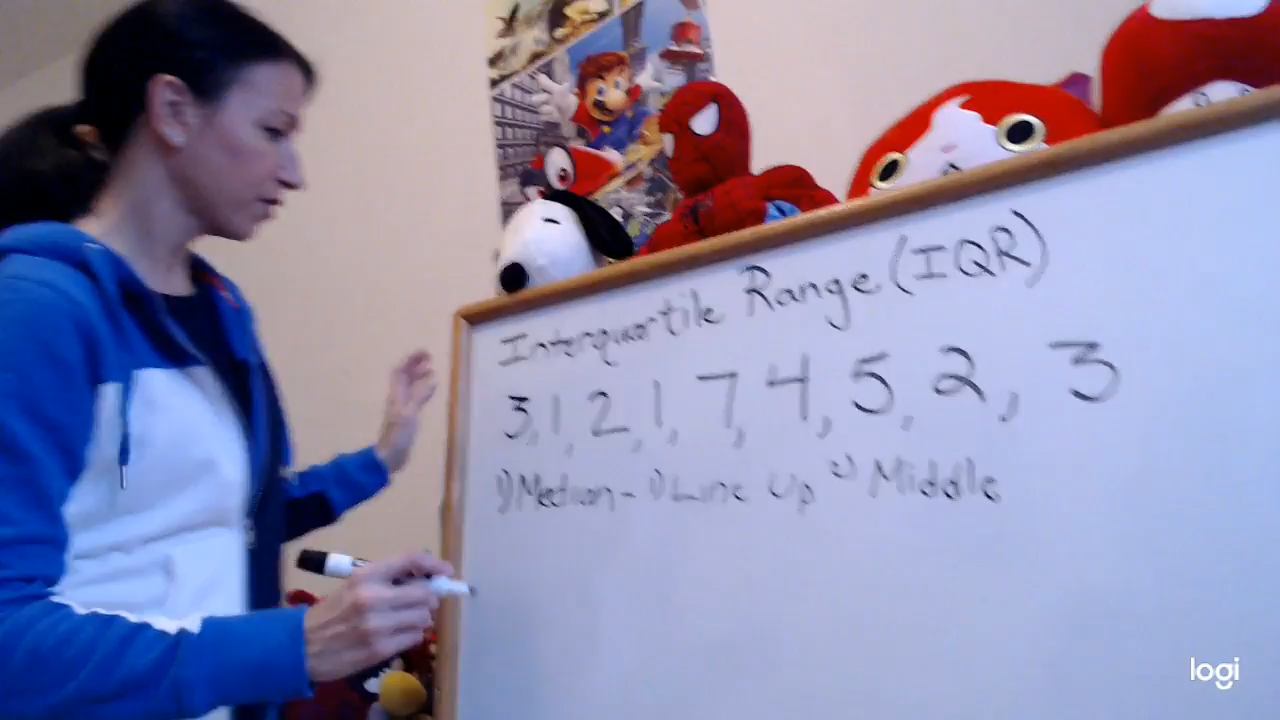 Interquartile Range (IQR)
3, 1, 2, 1, 7, 4, 5, 2, 3
1) Median - 1) Line Up 2) Middle
logi